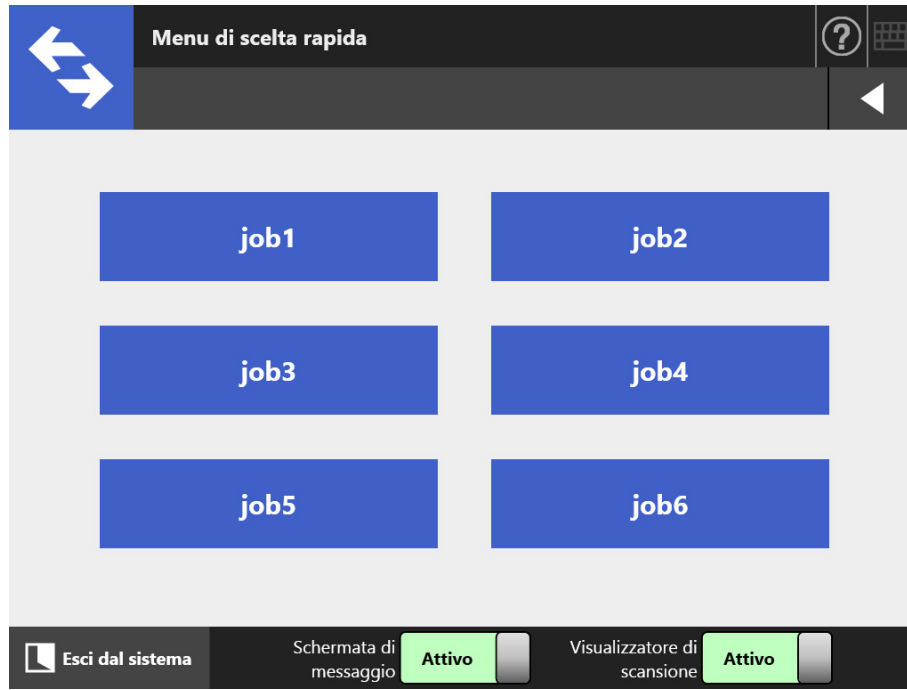 Menu di scelta rapida
?
job1
job2
job3
job4
job5
job6
Esci dal sistema
Schermata di
messaggio
Attivo
Visualizzatore di
scansione
Attivo